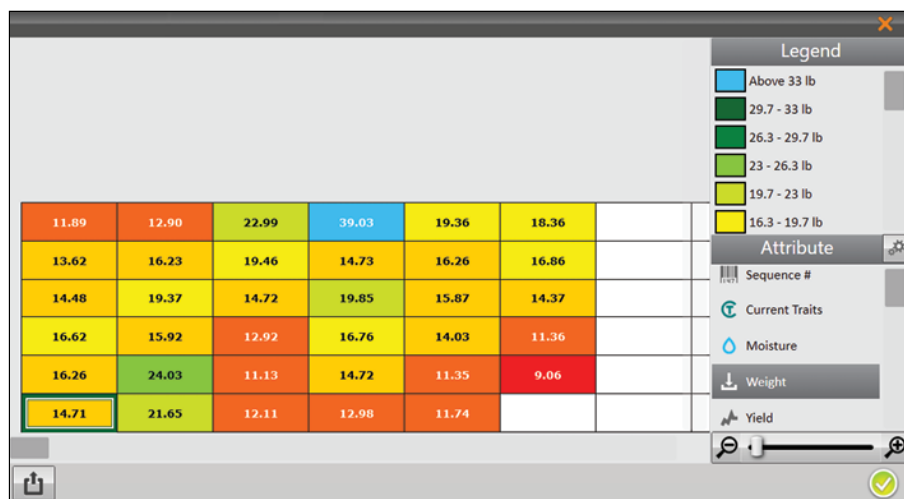 Legend
Above 33 lb
29.7 - 33 lb
26.3 - 29.7 lb
23 - 26.3 lb
19.7 - 23 lb
16.3 - 19.7 lb
11.89 12.90 22.99 39.03 19.36 18.36
13.62 16.23 19.46 14.73 16.26 16.86
14.48 19.37 14.72 19.85 15.87 14.37
16.62 15.92 12.92 16.76 14.03 11.36
16.26 24.03 11.13 14.72 11.35 9.06
14.71 21.65 12.11 12.98 11.74
Attribute
Sequence #
Current Traits
Moisture
Weight
Yield